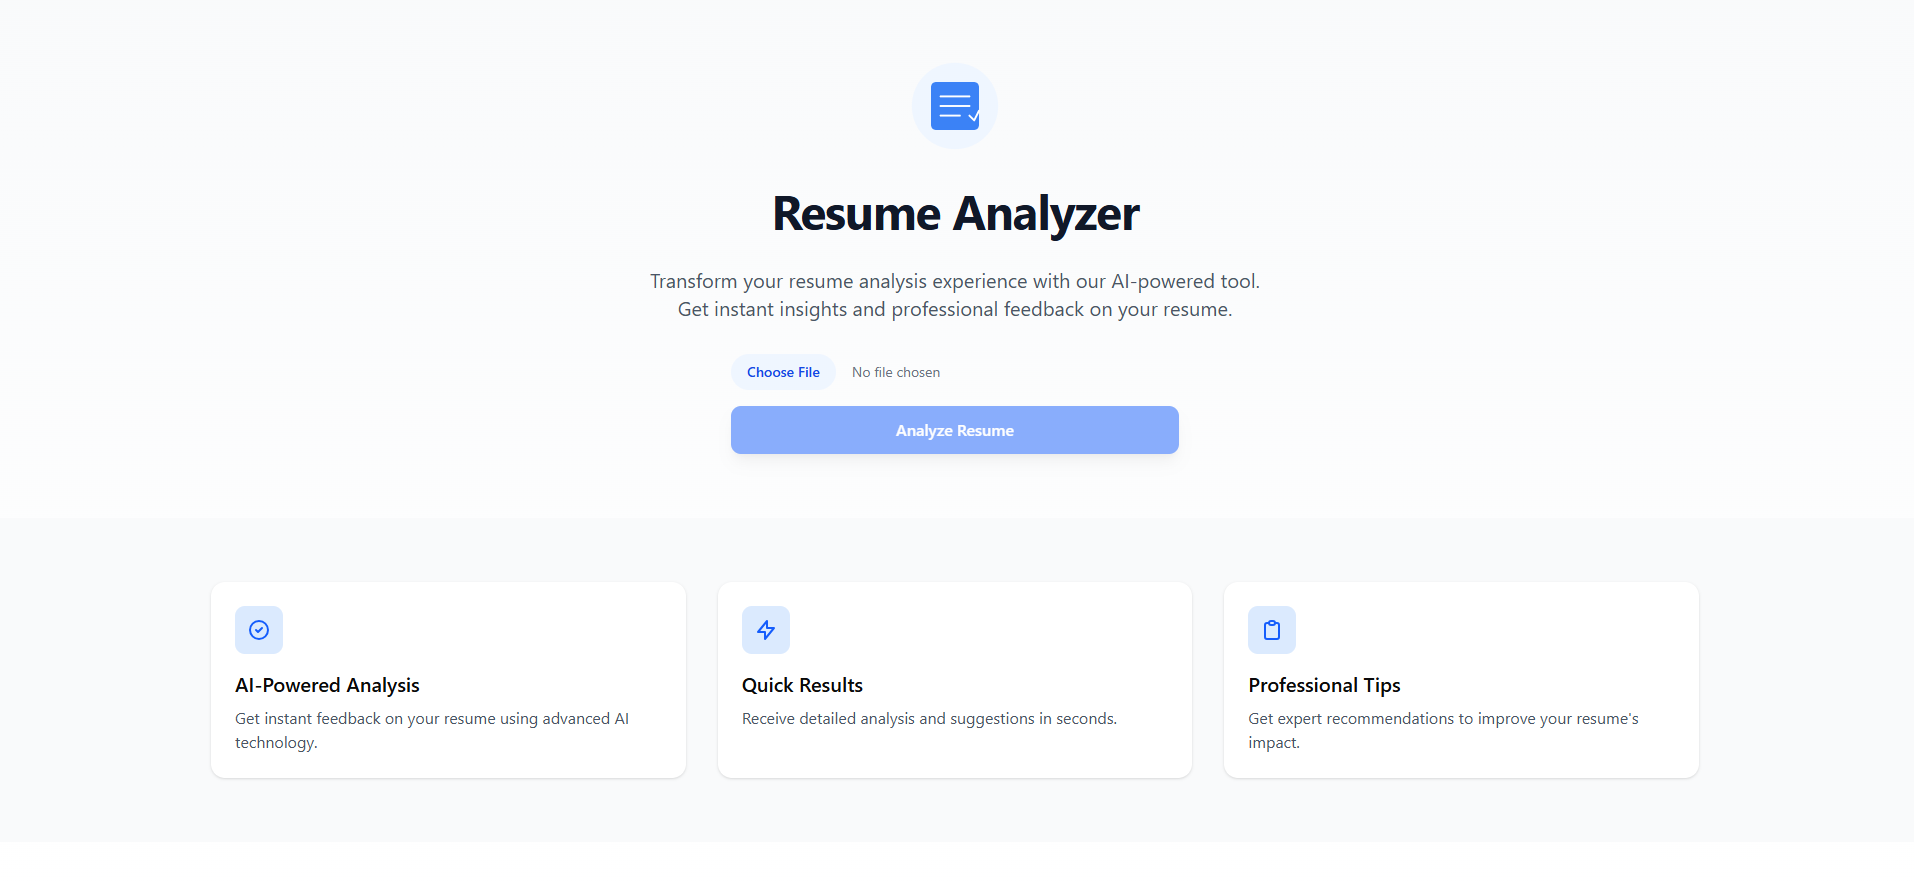 Resume Analyzer
Transform your resume analysis experience with our AI-powered tool.
Get instant insights and professional feedback on your resume.
Choose File No file chosen
Analyze Resume
AI-Powered Analysis
Get instant feedback on your resume using advanced AI
technology.
Quick Results
Receive detailed analysis and suggestions in seconds.
Professional Tips
Get expert recommendations to improve your resume's
impact.